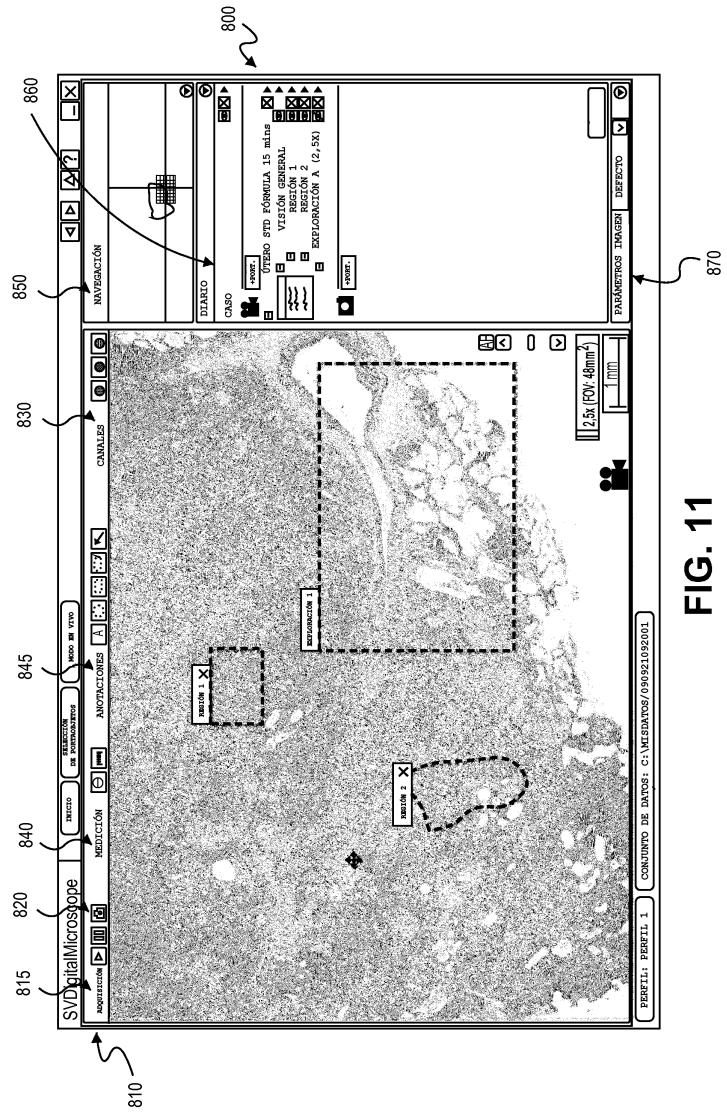 800
810
815
820
840
845
830
850
860
SVDigitalMicroscope
INICIO
SELECCIÓN
DE PORTAOBJETOS
MODO EN VIVO
?
ADQUISICIÓN
MEDICIÓN
ANOTACIONES
A
CANALES
NAVEGACIÓN
DIARIO
CASO
+PORT.
ÚTERO STD FÓRMULA 15 mins
VISIÓN GENERAL
REGIÓN 1
REGIÓN 2
EXPLORACIÓN A (2,5X)
+PORT.
REGIÓN 1 X
EXPLORACIÓN 1
REGIÓN 2 X
2,5x (FOV: 48mm²)
1 mm
PARÁMETROS IMAGEN
DEFECTO
PERFIL: PERFIL 1
CONJUNTO DE DATOS: C:\MISDATOS/090921092001
870
FIG. 11